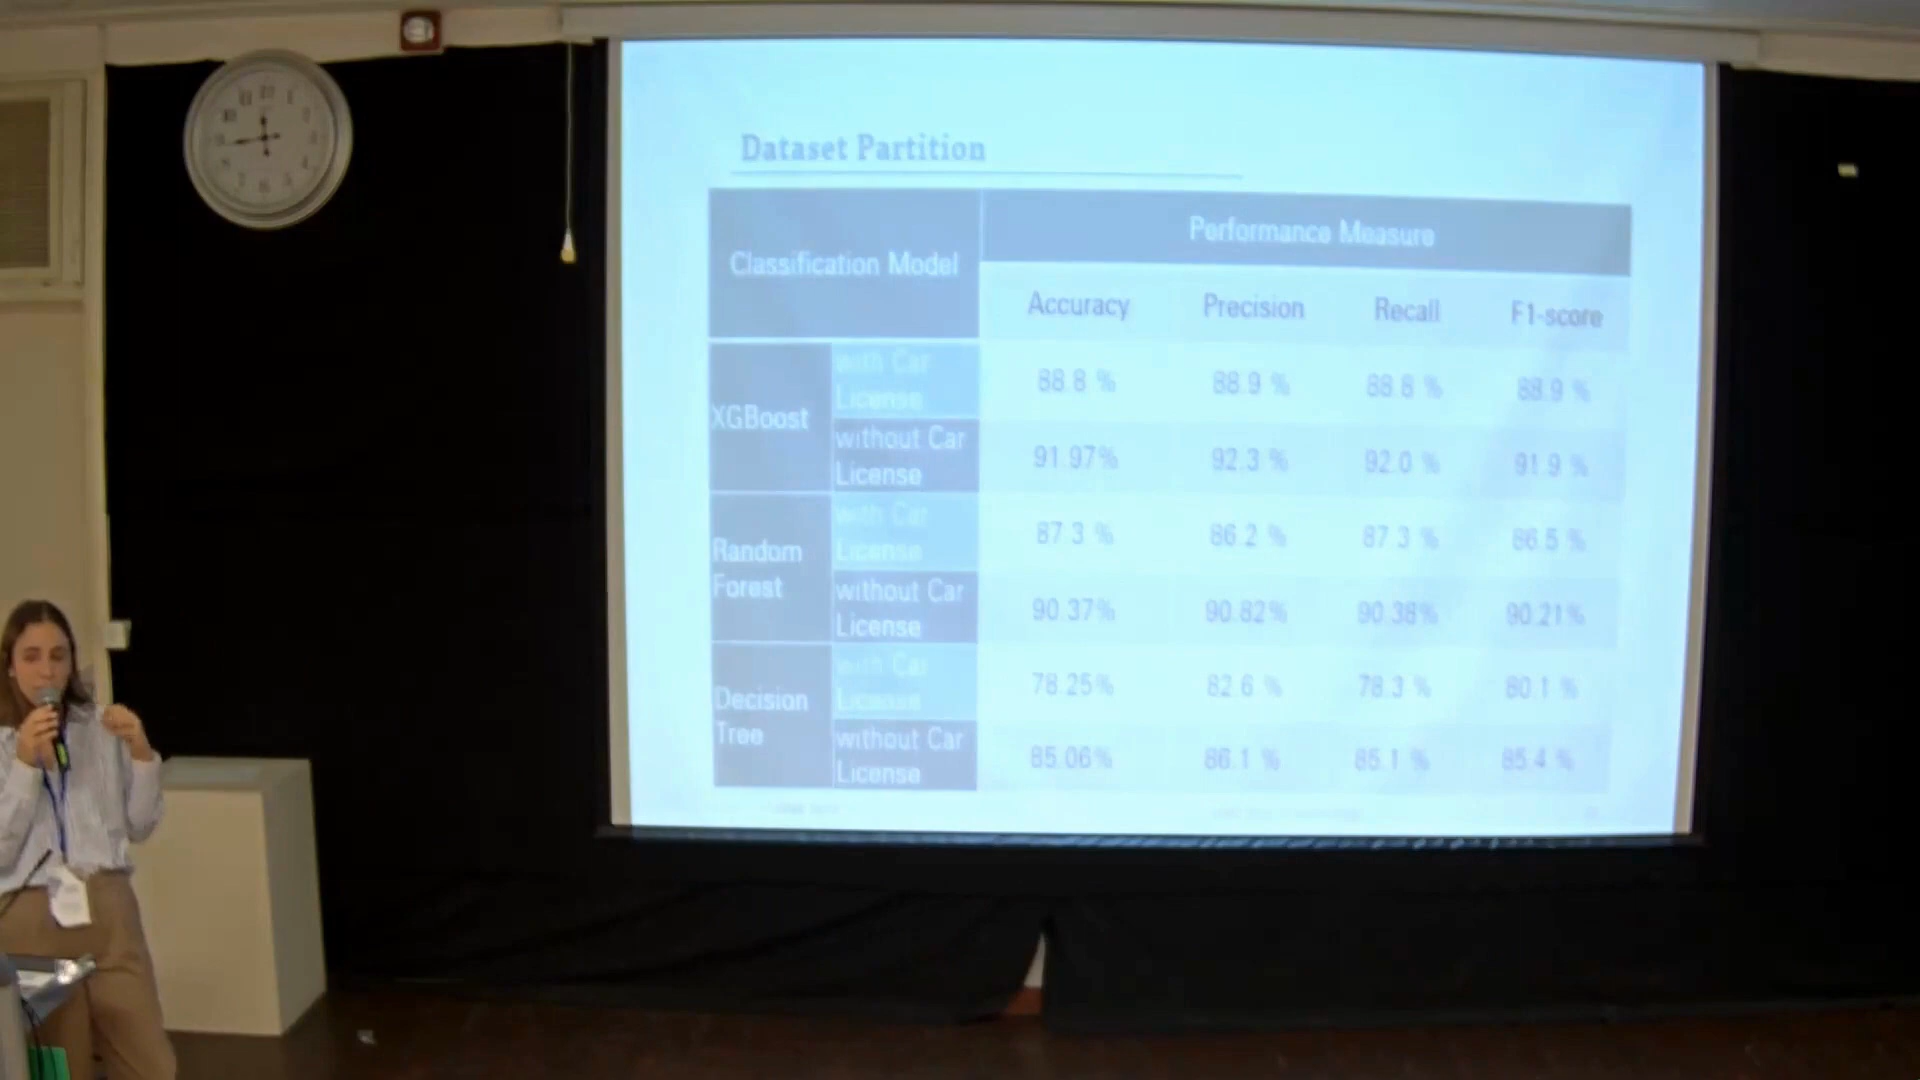 Dataset Partition
Classification Model
Performance Measure
Accuracy Precision Recall F1-score
XGBoost
with Car
License
88.8 % 88.9 % 88.8 % 88.9 %
without Car
License
91.97% 92.3 % 92.0 % 91.9 %
Random
Forest
with Car
License
87.3 % 86.2 % 87.3 % 86.5 %
without Car
License
90.37% 90.82% 90.38% 90.21%
Decision
Tree
with Car
License
78.25% 82.6 % 78.3 % 80.1 %
without Car
License
85.06% 86.1 % 85.1 % 85.4 %